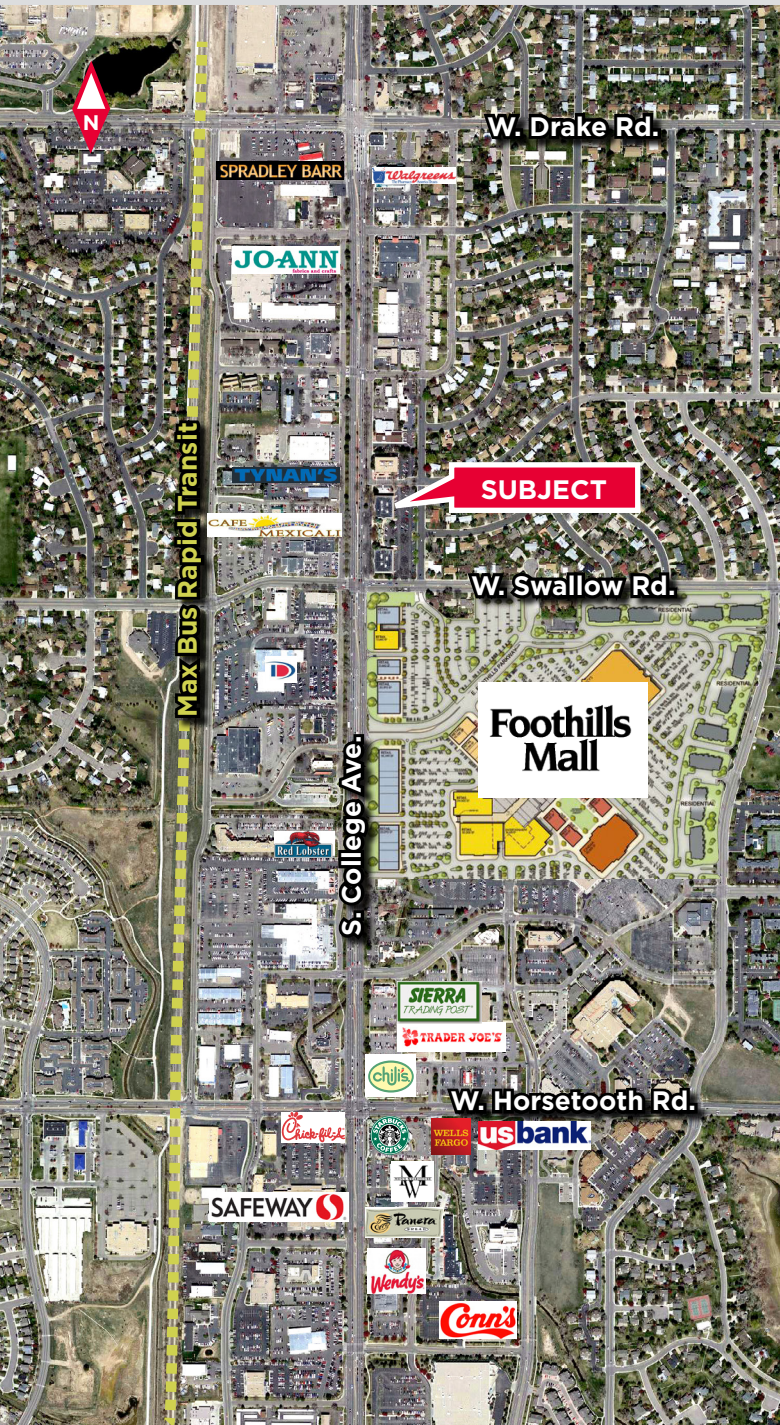 N
W. Drake Rd.
SPRADLEY BARR
Walgreens
JO-ANN
fabrics and crafts
Max Bus Rapid Transit
TYNAN'S
SUBJECT
CAFE
MEXICALI
W. Swallow Rd.
RESIDENTIAL
RESIDENTIAL
D
Foothills
Mall
RESIDENTIAL
S. College Ave.
Red Lobster
SIERRA
TRADING POST
TRADER JOE'S
chili's
W. Horsetooth Rd.
Chick-fil-A
STARBUCKS
COFFEE
WELLS
FARGO
usbank
MW
SAFEWAY
Panera
BREAD
Wendy's
Conn's